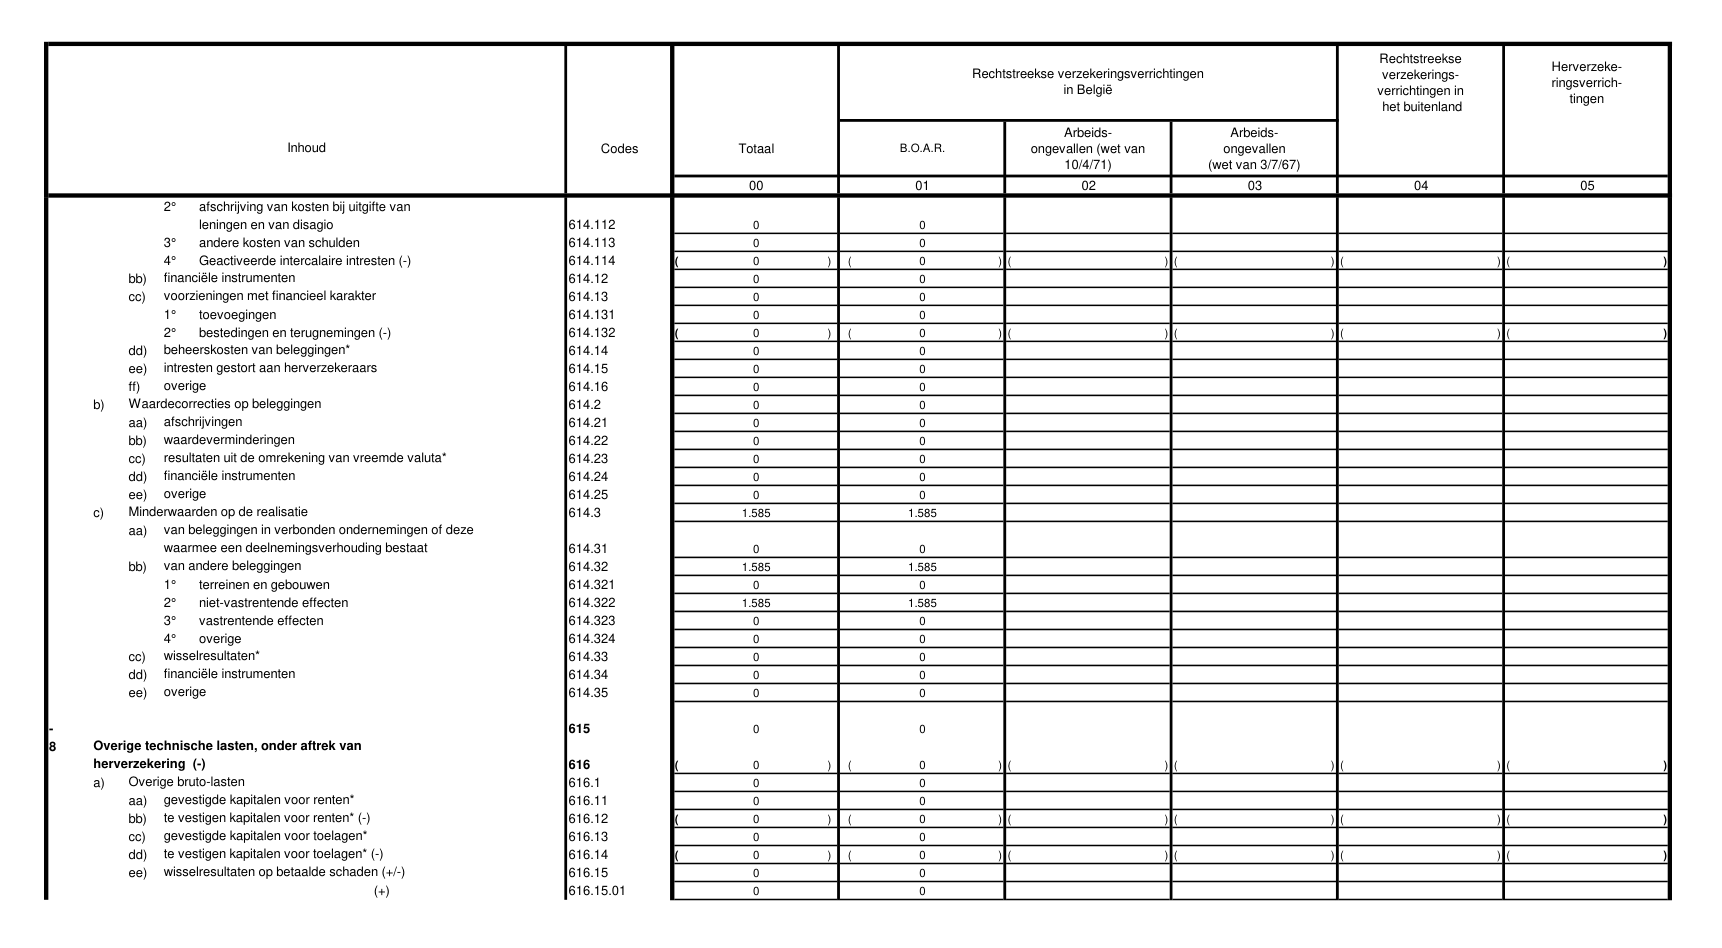 Inhoud
Codes
Totaal
Rechtstreekse verzekeringsverrichtingen
in België
B.O.A.R.
Arbeids-
ongevallen (wet van
10/4/71)
Arbeids-
ongevallen
(wet van 3/7/67)
Rechtstreekse
verzekerings-
verrichtingen in
het buitenland
Herverzeke-
ringsverrich-
tingen
00 01 02 03 04 05
2° afschrijving van kosten bij uitgifte van
leningen en van disagio 614.112 0 0
3° andere kosten van schulden 614.113 0 0
4° Geactiveerde intercalaire intresten (-) 614.114 ( 0 ) ( 0 ) ( ) ( ) ( ) ( )
bb) financiële instrumenten 614.12 0 0
cc) voorzieningen met financieel karakter 614.13 0 0
1° toevoegingen 614.131 0 0
2° bestedingen en terugnemingen (-) 614.132 ( 0 ) ( 0 ) ( ) ( ) ( ) ( )
dd) beheerskosten van beleggingen* 614.14 0 0
ee) intresten gestort aan herverzekeraars 614.15 0 0
ff) overige 614.16 0 0
b) Waardecorrecties op beleggingen 614.2 0 0
aa) afschrijvingen 614.21 0 0
bb) waardeverminderingen 614.22 0 0
cc) resultaten uit de omrekening van vreemde valuta* 614.23 0 0
dd) financiële instrumenten 614.24 0 0
ee) overige 614.25 0 0
c) Minderwaarden op de realisatie 614.3 1.585 1.585
aa) van beleggingen in verbonden ondernemingen of deze
waarmee een deelnemingsverhouding bestaat 614.31 0 0
bb) van andere beleggingen 614.32 1.585 1.585
1° terreinen en gebouwen 614.321 0 0
2° niet-vastrentende effecten 614.322 1.585 1.585
3° vastrentende effecten 614.323 0 0
4° overige 614.324 0 0
cc) wisselresultaten* 614.33 0 0
dd) financiële instrumenten 614.34 0 0
ee) overige 614.35 0 0
- 615 0 0
8 Overige technische lasten, onder aftrek van
herverzekering (-) 616 ( 0 ) ( 0 ) ( ) ( ) ( ) ( )
a) Overige bruto-lasten 616.1 0 0
aa) gevestigde kapitalen voor renten* 616.11 0 0
bb) te vestigen kapitalen voor renten* (-) 616.12 ( 0 ) ( 0 ) ( ) ( ) ( ) ( )
cc) gevestigde kapitalen voor toelagen* 616.13 0 0
dd) te vestigen kapitalen voor toelagen* (-) 616.14 ( 0 ) ( 0 ) ( ) ( ) ( ) ( )
ee) wisselresultaten op betaalde schaden (+/-) 616.15 0 0
(+) 616.15.01 0 0